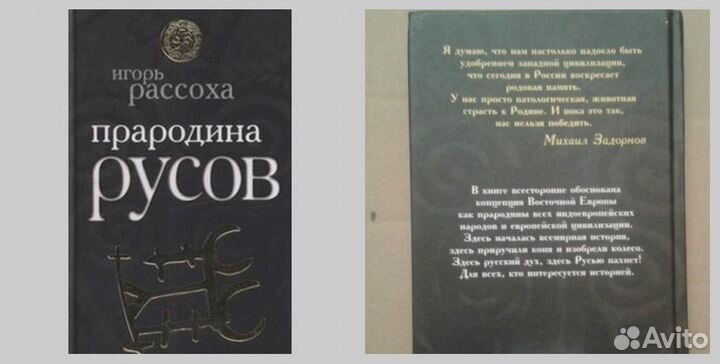 игорь
рассоха
прародина
русов
Я думаю, что нам настолько надоело быть
удобрением западной цивилизации,
что сегодня в России воскресает
родовая память.
У нас просто патологическая, животная
страсть к Родине. И пока это так,
нас нельзя победить.
Михаил Задорнов
В книге всесторонне обоснована
концепция Восточной Европы
как прародины всех индоевропейских
народов и европейской цивилизации.
Здесь началась всемирная история,
здесь приручили коня и изобрели колесо.
Здесь русский дух, здесь Русью пахнет!
Для всех, кто интересуется историей.
Avito